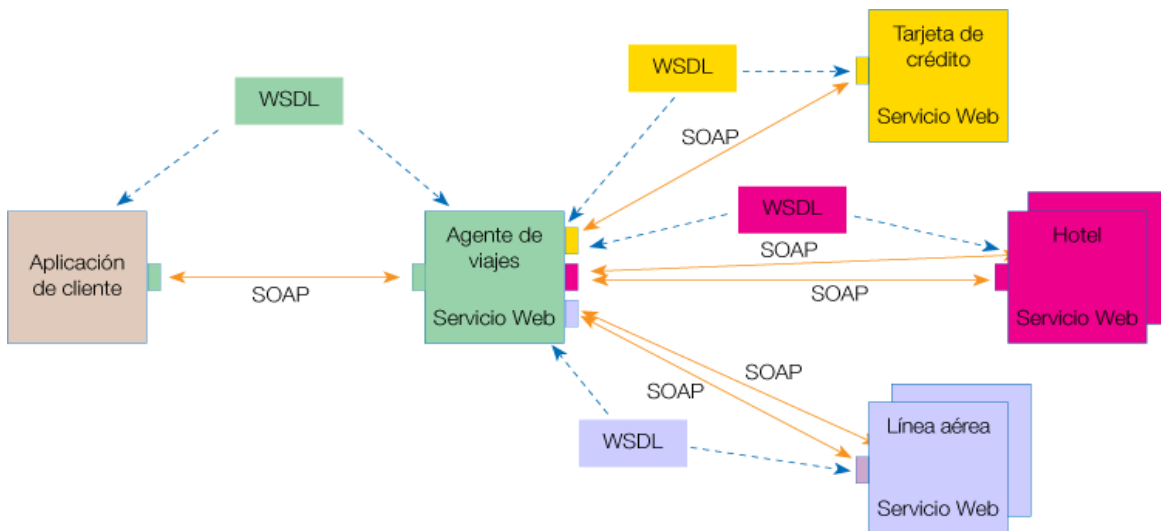 Tarjeta de
crédito
Servicio Web
WSDL
WSDL
SOAP
WSDL
Aplicación
de cliente
SOAP
Agente de
viajes
Servicio Web
SOAP
SOAP
Hotel
Servicio Web
SOAP
SOAP
WSDL
Línea aérea
Servicio Web